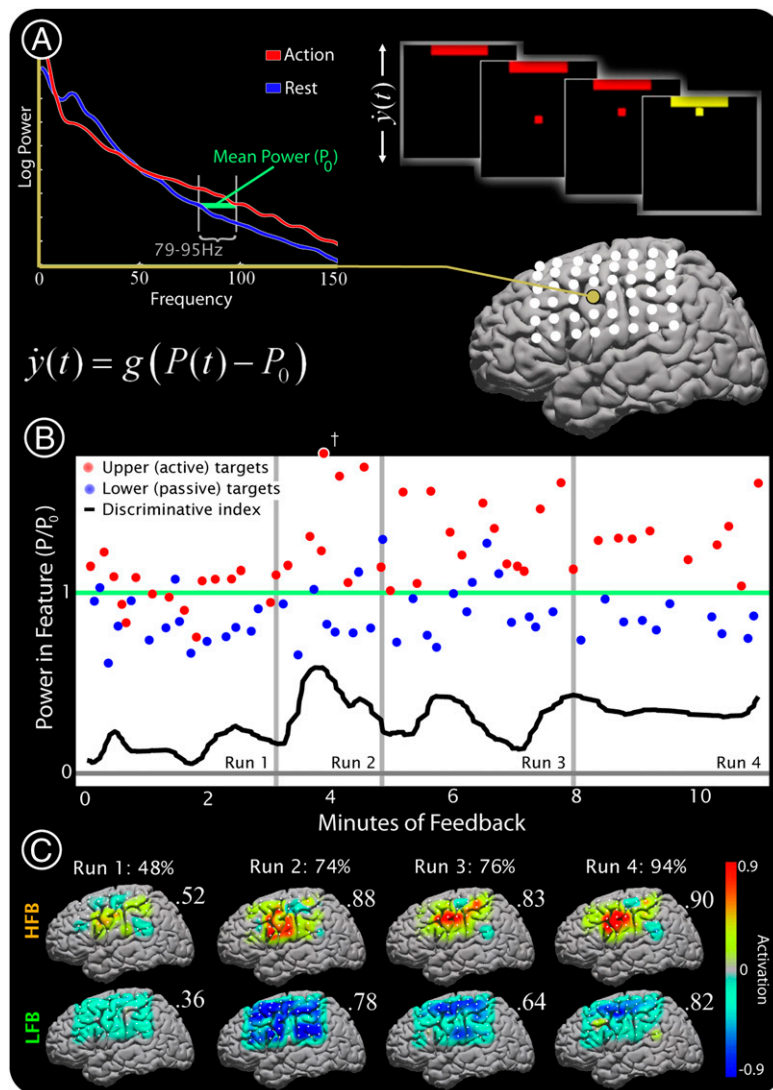 A
Action
Rest
Log Power
Mean Power (P0)
79-95Hz
0
50
100
150
Frequency
ẏ(t)
ẏ(t) = g(P(t) − P0)
B
†
Upper (active) targets
Lower (passive) targets
Discriminative index
Power in Feature (P/P0)
1
0
Run 1
Run 2
Run 3
Run 4
0
2
4
6
8
10
Minutes of Feedback
C
Run 1: 48%
Run 2: 74%
Run 3: 76%
Run 4: 94%
HFB
.52
.88
.83
.90
LFB
.36
.78
.64
.82
0.9
0
-0.9
Activation